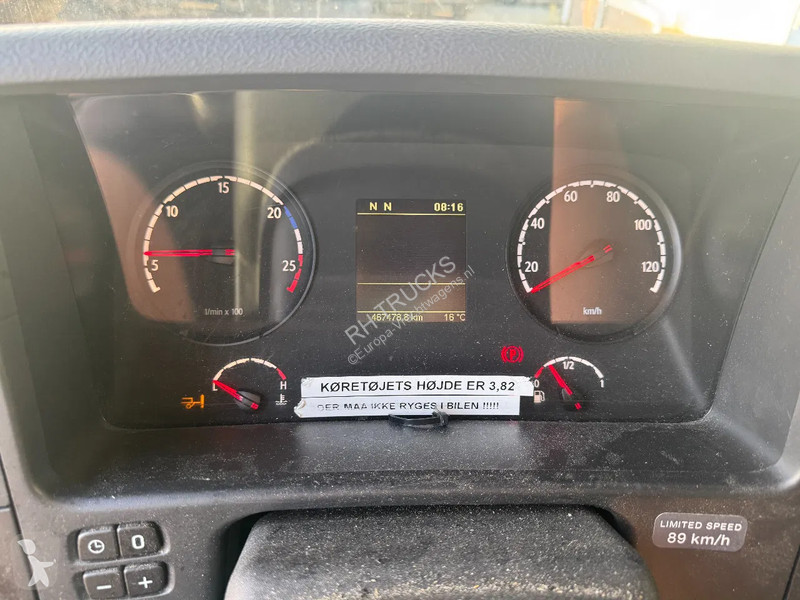 5
10
15
20
25
l/min x 100
N N 08:16
467478,8 km 16 °C
20
40
60
80
100
120
km/h
L H
0 1/2 1
KØRETØJETS HØJDE ER 3,82
DER MAA IKKE RYGES I BILEN !!!!!
LIMITED SPEED
89 km/h
0
− +
RH-TRUCKS
©Europa Vrachtwagens.nl